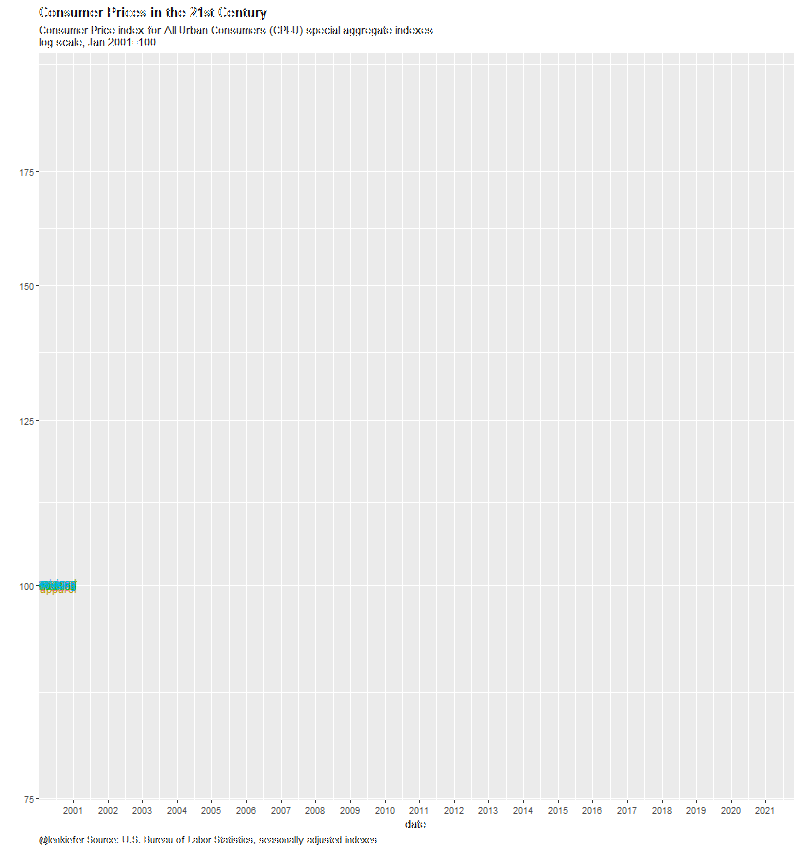 Consumer Prices in the 21st Century
Consumer Price index for All Urban Consumers (CPI-U) special aggregate indexes
log scale, Jan 2001=100
175
150
125
100
apparel
75
2001 2002 2003 2004 2005 2006 2007 2008 2009 2010 2011 2012 2013 2014 2015 2016 2017 2018 2019 2020 2021
date
@lenkiefer Source: U.S. Bureau of Labor Statistics, seasonally adjusted indexes